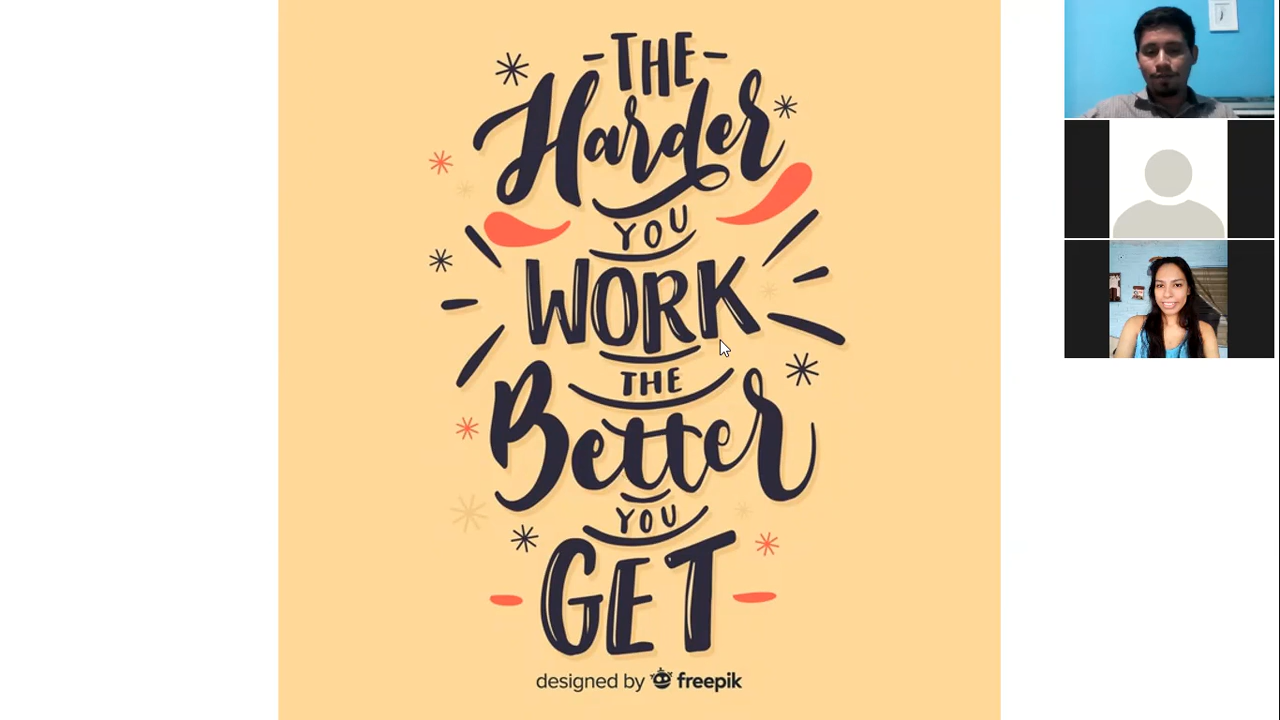 THE
Harder
YOU
WORK
THE
Better
YOU
GET
designed by freepik